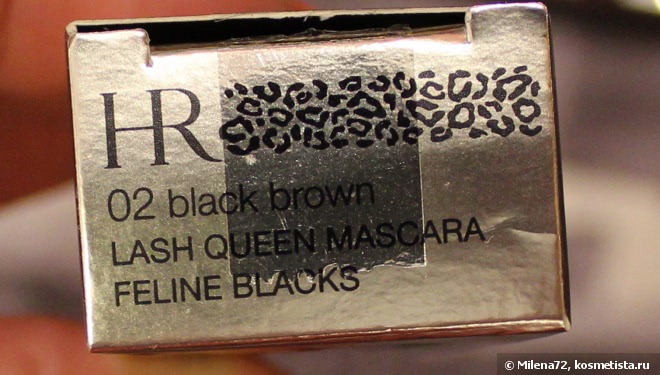 HR
02 black brown
LASH QUEEN MASCARA
FELINE BLACKS
© Milena72, kosmetista.ru